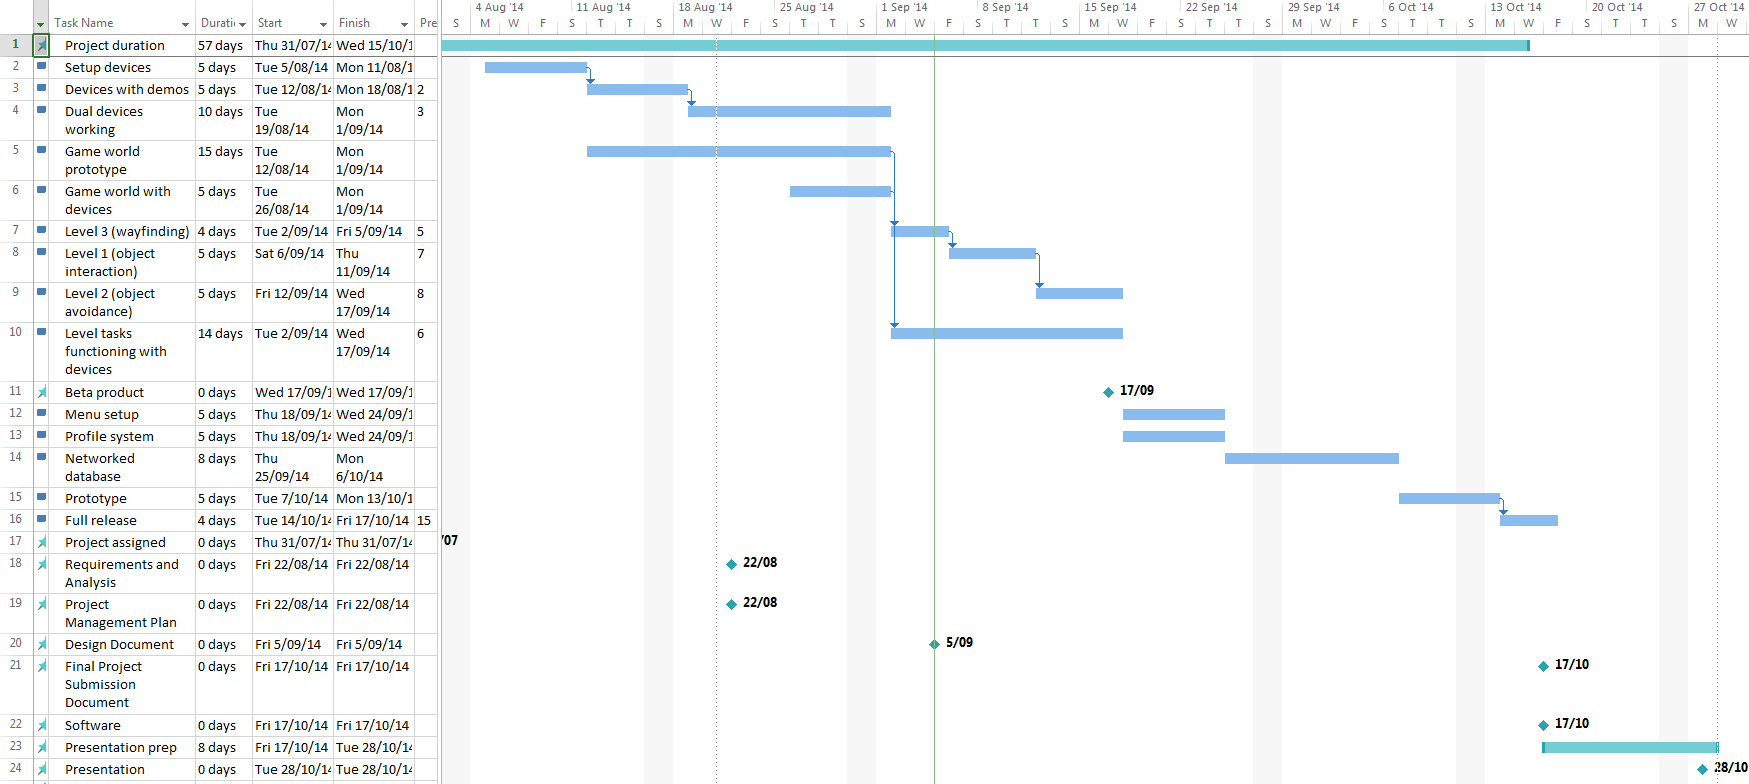 4 Aug '14 11 Aug '14 18 Aug '14 25 Aug '14 1 Sep '14 8 Sep '14 15 Sep '14 22 Sep '14 29 Sep '14 6 Oct '14 13 Oct '14 20 Oct '14 27 Oct '14
Task Name Durati Start Finish Pre S M W F S T T S M W F S T T S M W F S T T S M W F S T T S M W F S T T S M W
1 Project duration 57 days Thu 31/07/14 Wed 15/10/1
2 Setup devices 5 days Tue 5/08/14 Mon 11/08/1
3 Devices with demos 5 days Tue 12/08/14 Mon 18/08/1 2
4 Dual devices 10 days Tue Mon 3
working 19/08/14 1/09/14
5 Game world 15 days Tue Mon
prototype 12/08/14 1/09/14
6 Game world with 5 days Tue Mon
devices 26/08/14 1/09/14
7 Level 3 (wayfinding) 4 days Tue 2/09/14 Fri 5/09/14 5
8 Level 1 (object 5 days Sat 6/09/14 Thu 7
interaction) 11/09/14
9 Level 2 (object 5 days Fri 12/09/14 Wed 8
avoidance) 17/09/14
10 Level tasks 14 days Tue 2/09/14 Wed 6
functioning with 17/09/14
devices
11 Beta product 0 days Wed 17/09/1 Wed 17/09/1 17/09
12 Menu setup 5 days Thu 18/09/14 Wed 24/09/1
13 Profile system 5 days Thu 18/09/14 Wed 24/09/1
14 Networked 8 days Thu Mon
database 25/09/14 6/10/14
15 Prototype 5 days Tue 7/10/14 Mon 13/10/1
16 Full release 4 days Tue 14/10/14 Fri 17/10/14 15
17 Project assigned 0 days Thu 31/07/14 Thu 31/07/14 /07
18 Requirements and 0 days Fri 22/08/14 Fri 22/08/14 22/08
Analysis
19 Project 0 days Fri 22/08/14 Fri 22/08/14 22/08
Management Plan
20 Design Document 0 days Fri 5/09/14 Fri 5/09/14 5/09
21 Final Project 0 days Fri 17/10/14 Fri 17/10/14 17/10
Submission
Document
22 Software 0 days Fri 17/10/14 Fri 17/10/14 17/10
23 Presentation prep 8 days Fri 17/10/14 Tue 28/10/14
24 Presentation 0 days Tue 28/10/14 Tue 28/10/14 28/10